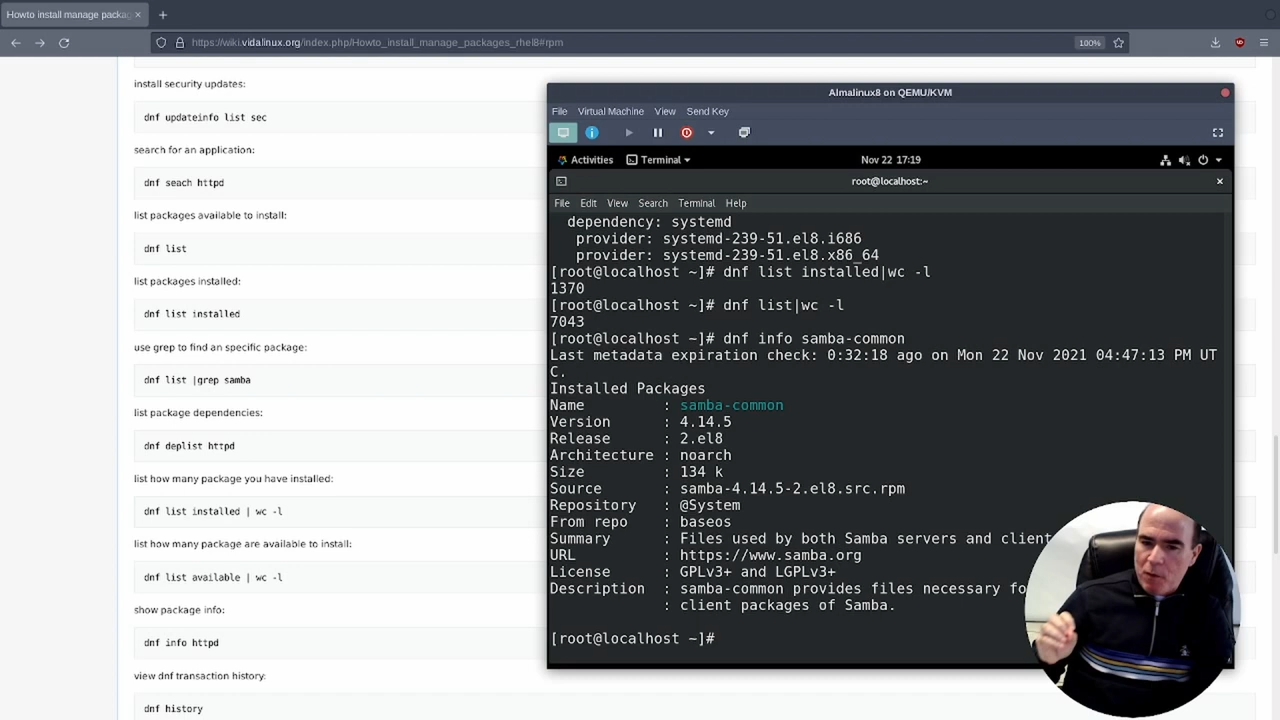 Howto install manage packag
https://wiki.vidalinux.org/index.php/Howto_install_manage_packages_rhel8#rpm
100%
install security updates:
dnf updateinfo list sec
search for an application:
dnf seach httpd
list packages available to install:
dnf list
list packages installed:
dnf list installed
use grep to find an specific package:
dnf list |grep samba
list package dependencies:
dnf deplist httpd
list how many package you have installed:
dnf list installed | wc -l
list how many package are available to install:
dnf list available | wc -l
show package info:
dnf info httpd
view dnf transaction history:
dnf history
Almalinux8 on QEMU/KVM
File Virtual Machine View Send Key
Activities Terminal Nov 22 17:19
root@localhost:~
File Edit View Search Terminal Help
dependency: systemd
provider: systemd-239-51.el8.i686
provider: systemd-239-51.el8.x86_64
[root@localhost ~]# dnf list installed|wc -l
1370
[root@localhost ~]# dnf list|wc -l
7043
[root@localhost ~]# dnf info samba-common
Last metadata expiration check: 0:32:18 ago on Mon 22 Nov 2021 04:47:13 PM UT
C.
Installed Packages
Name : samba-common
Version : 4.14.5
Release : 2.el8
Architecture : noarch
Size : 134 k
Source : samba-4.14.5-2.el8.src.rpm
Repository : @System
From repo : baseos
Summary : Files used by both Samba servers and client
URL : https://www.samba.org
License : GPLv3+ and LGPLv3+
Description : samba-common provides files necessary fo
: client packages of Samba.
[root@localhost ~]#